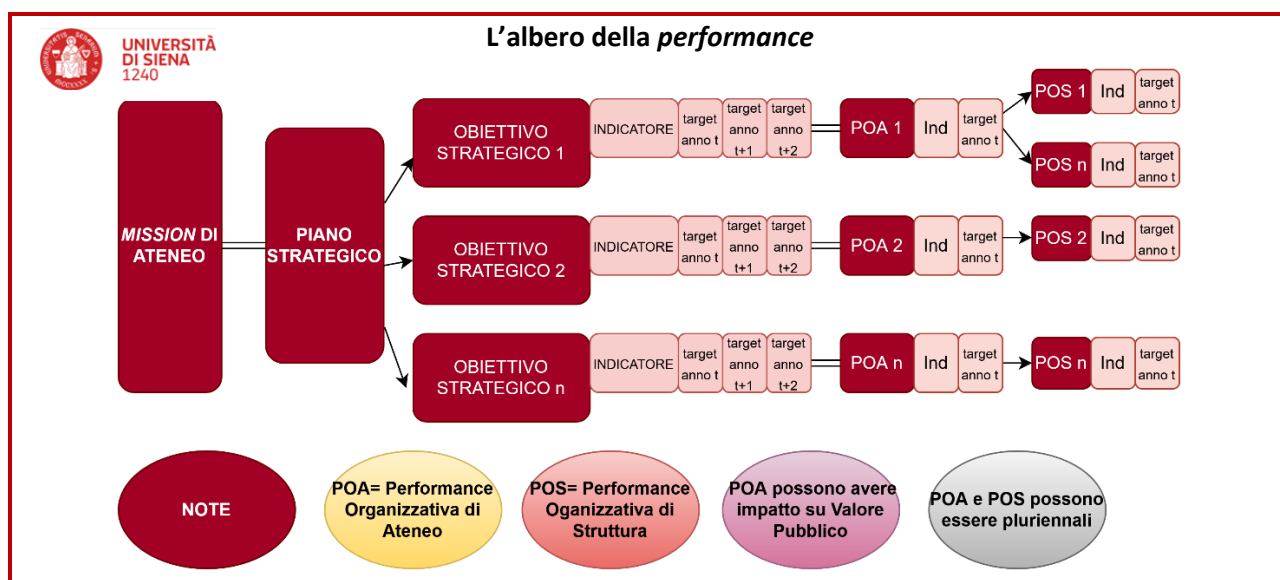 L'albero della performance
UNIVERSITÀ
DI SIENA
1240
MISSION DI
ATENEO
PIANO
STRATEGICO
OBIETTIVO
STRATEGICO 1
INDICATORE
target
anno t
target
anno
t+1
target
anno
t+2
POA 1
Ind
target
anno t
POS 1
Ind
target
anno t
POS n
Ind
target
anno t
OBIETTIVO
STRATEGICO 2
INDICATORE
target
anno t
target
anno
t+1
target
anno
t+2
POA 2
Ind
target
anno t
POS 2
Ind
target
anno t
OBIETTIVO
STRATEGICO n
INDICATORE
target
anno t
target
anno
t+1
target
anno
t+2
POA n
Ind
target
anno t
POS n
Ind
target
anno t
NOTE
POA= Performance
Organizzativa di
Ateneo
POS= Performance
Oganizzativa di
Struttura
POA possono avere
impatto su Valore
Pubblico
POA e POS possono
essere pluriennali